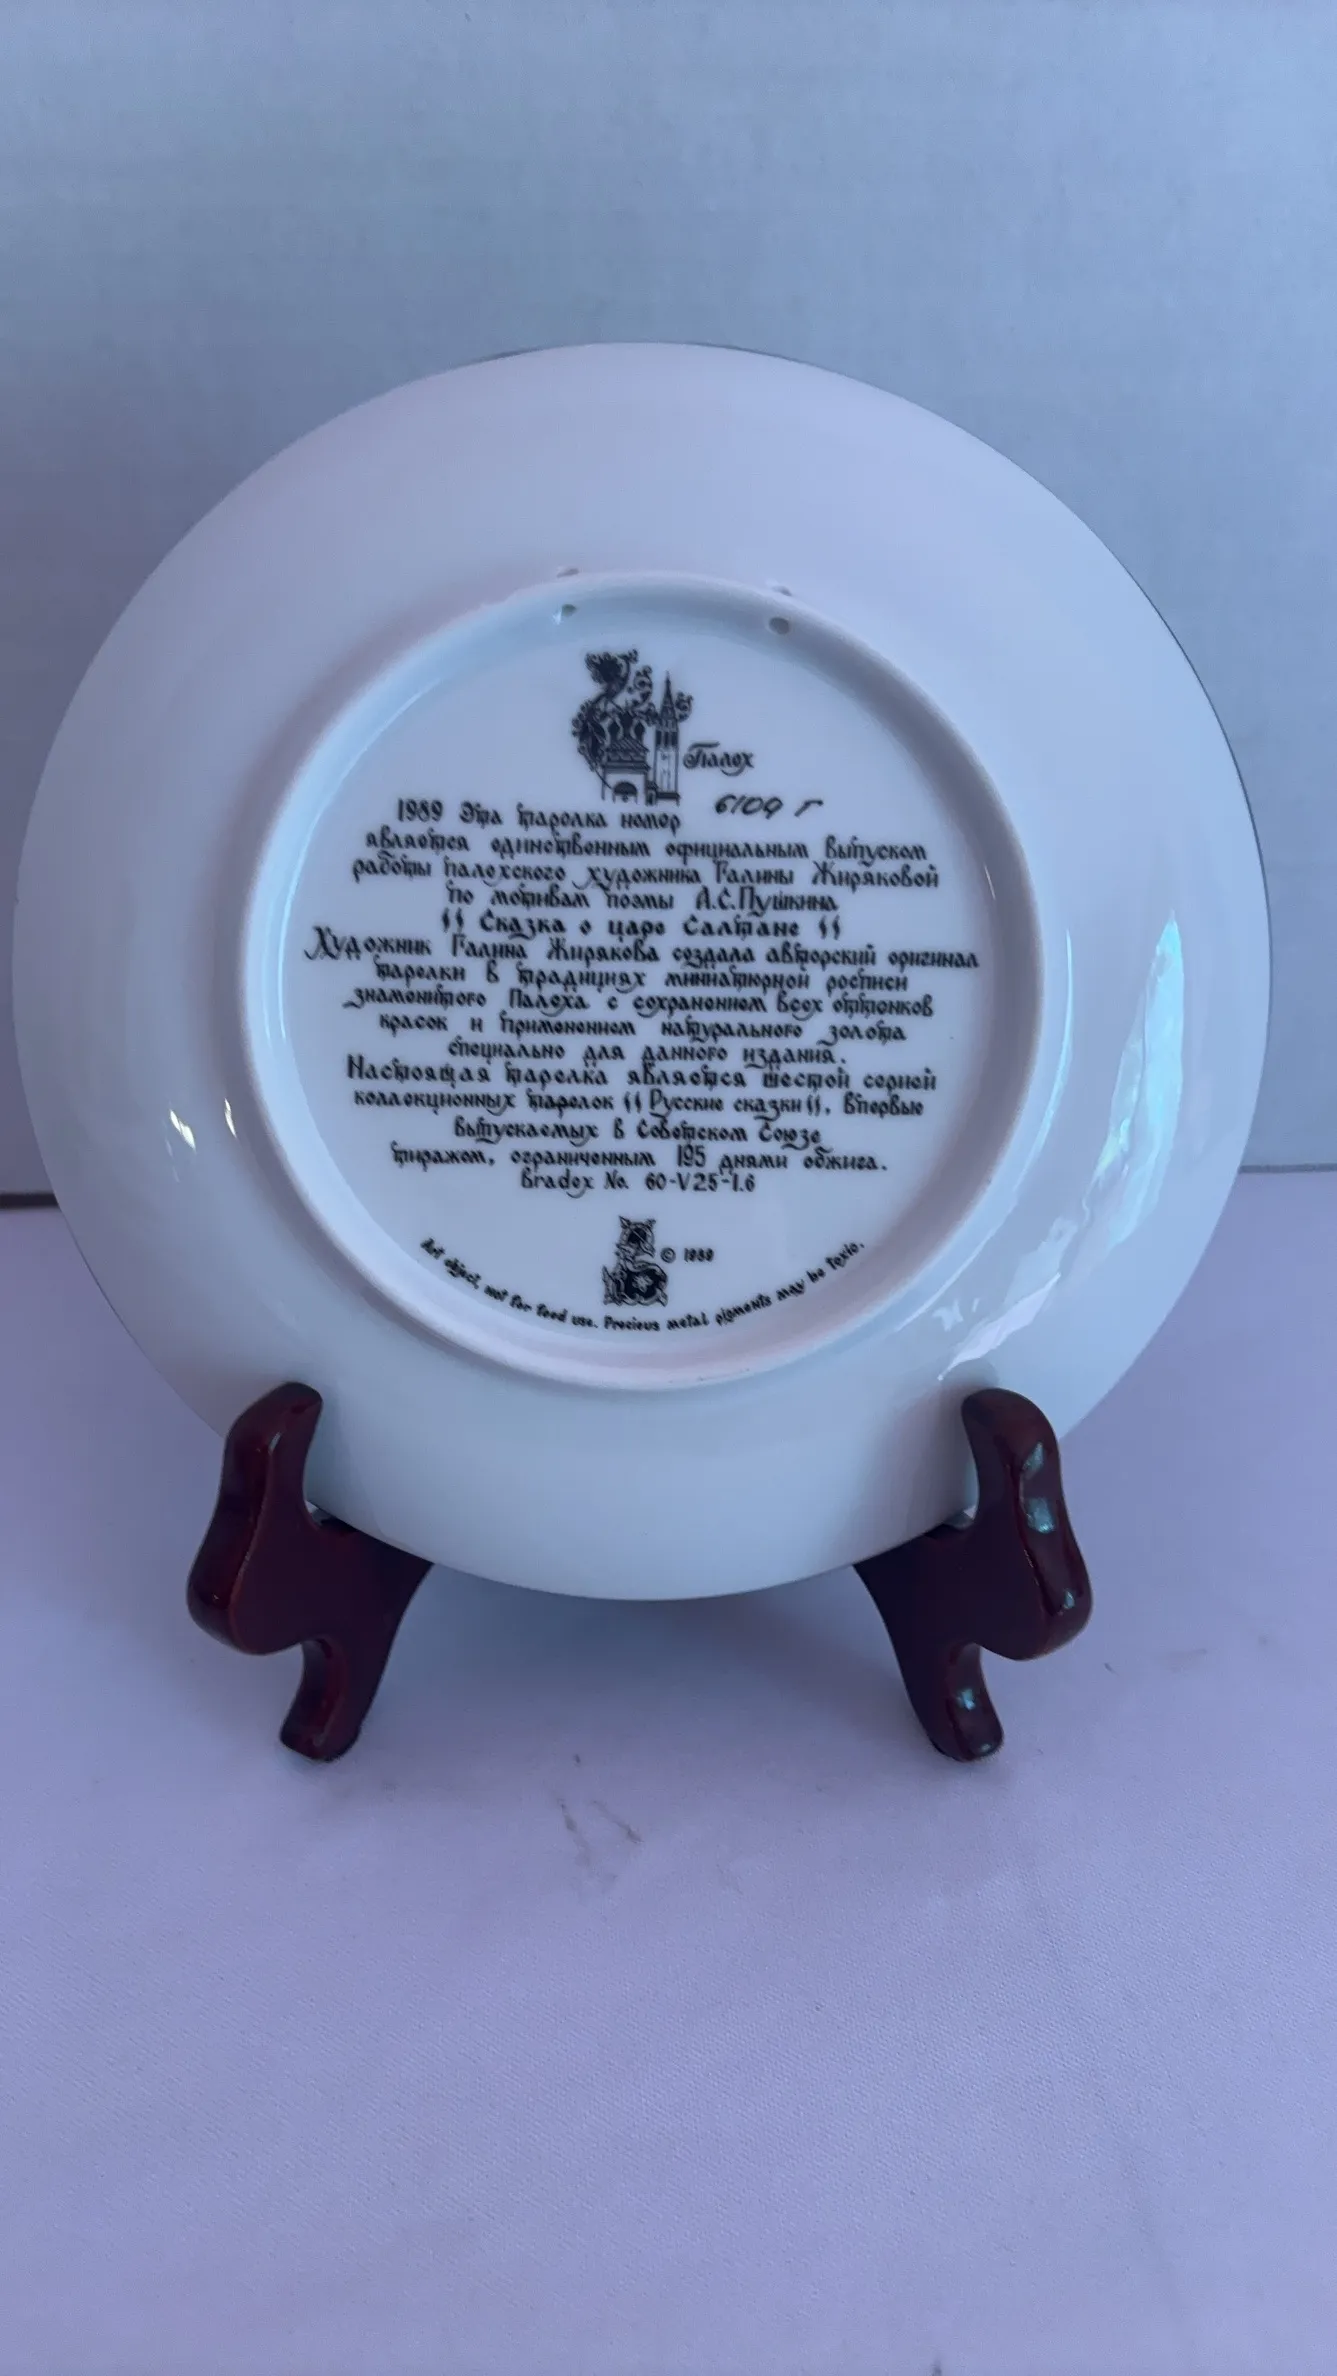 Палех
1989 Эта тарелка номер 6109 Г
является единственным официальным выпуском
работы палехского художника Галины Жиряковой
по мотивам поэмы А.С.Пушкина
"Сказка о царе Салтане"
Художник Галина Жирякова создала авторский оригинал
тарелки в традициях миниатюрной росписи
знаменитого Палеха с сохранением всех оттенков
красок и применением натурального золота
специально для данного издания.
Настоящая тарелка является шестой серией
коллекционных тарелок "Русские сказки". Впервые
выпускаемых в Советском Союзе
тиражом, ограниченным 195 днями обжига.
Bradex No. 60-V25-1.6
© 1989
Art object, not for food use. Precious metal pigments may be toxic.